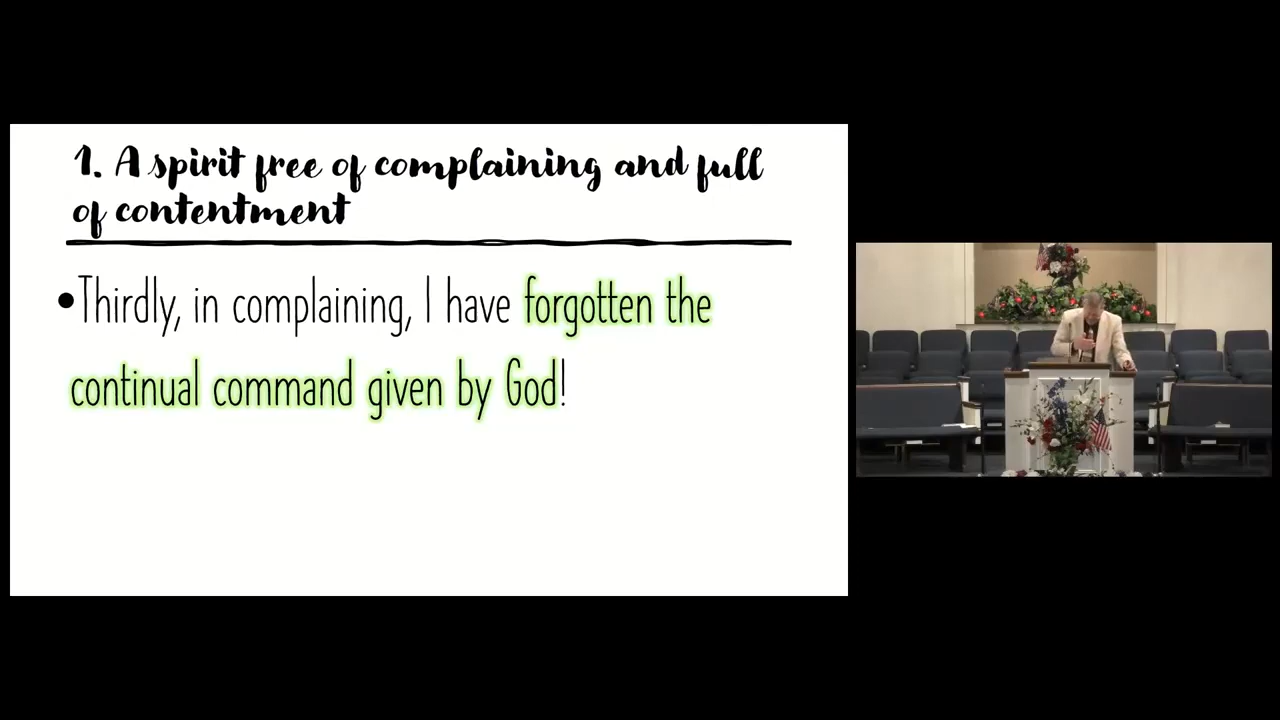 1. A spirit free of complaining and full
of contentment
•Thirdly, in complaining, I have forgotten the
continual command given by God!